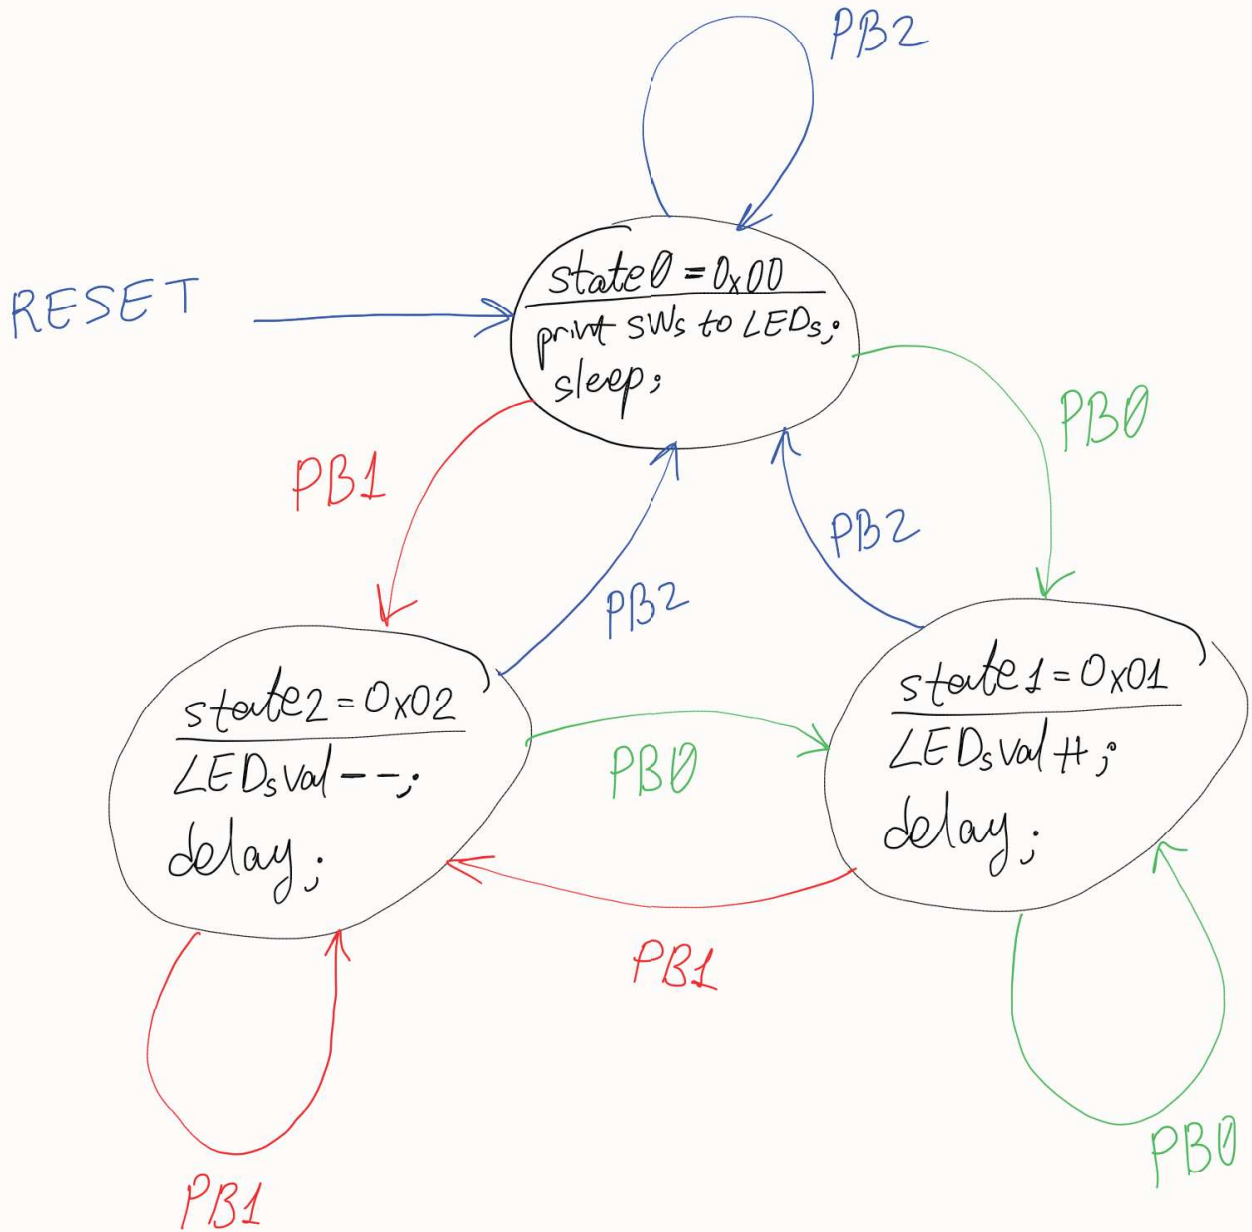 PB2
state0 = 0x00
print SWs to LEDs;
sleep;
RESET
PB0
PB1
PB2
PB2
state2 = 0x02
LEDsval--;
delay;
state1 = 0x01
LEDsval++;
delay;
PB0
PB1
PB1
PB0